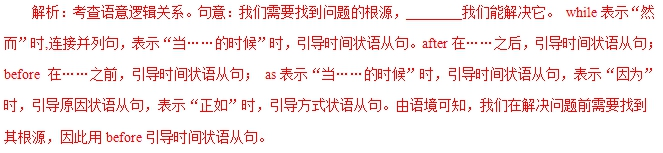 解析：考查语意逻辑关系。句意：我们需要找到问题的根源，________我们能解决它。 while 表示“然
而”时,连接并列句，表示“当……的时候”时，引导时间状语从句。after 在……之后，引导时间状语从句；
before 在……之前，引导时间状语从句； as 表示“当……的时候”时，引导时间状语从句，表示“因为”
时，引导原因状语从句，表示“正如”时，引导方式状语从句。由语境可知，我们在解决问题前需要找到
其根源，因此用 before 引导时间状语从句。